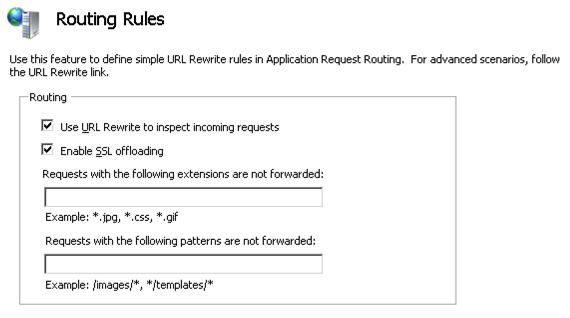 Routing Rules
Use this feature to define simple URL Rewrite rules in Application Request Routing. For advanced scenarios, follow
the URL Rewrite link.
Routing
Use URL Rewrite to inspect incoming requests
Enable SSL offloading
Requests with the following extensions are not forwarded:
Example: *.jpg, *.css, *.gif
Requests with the following patterns are not forwarded:
Example: /images/*, */templates/*